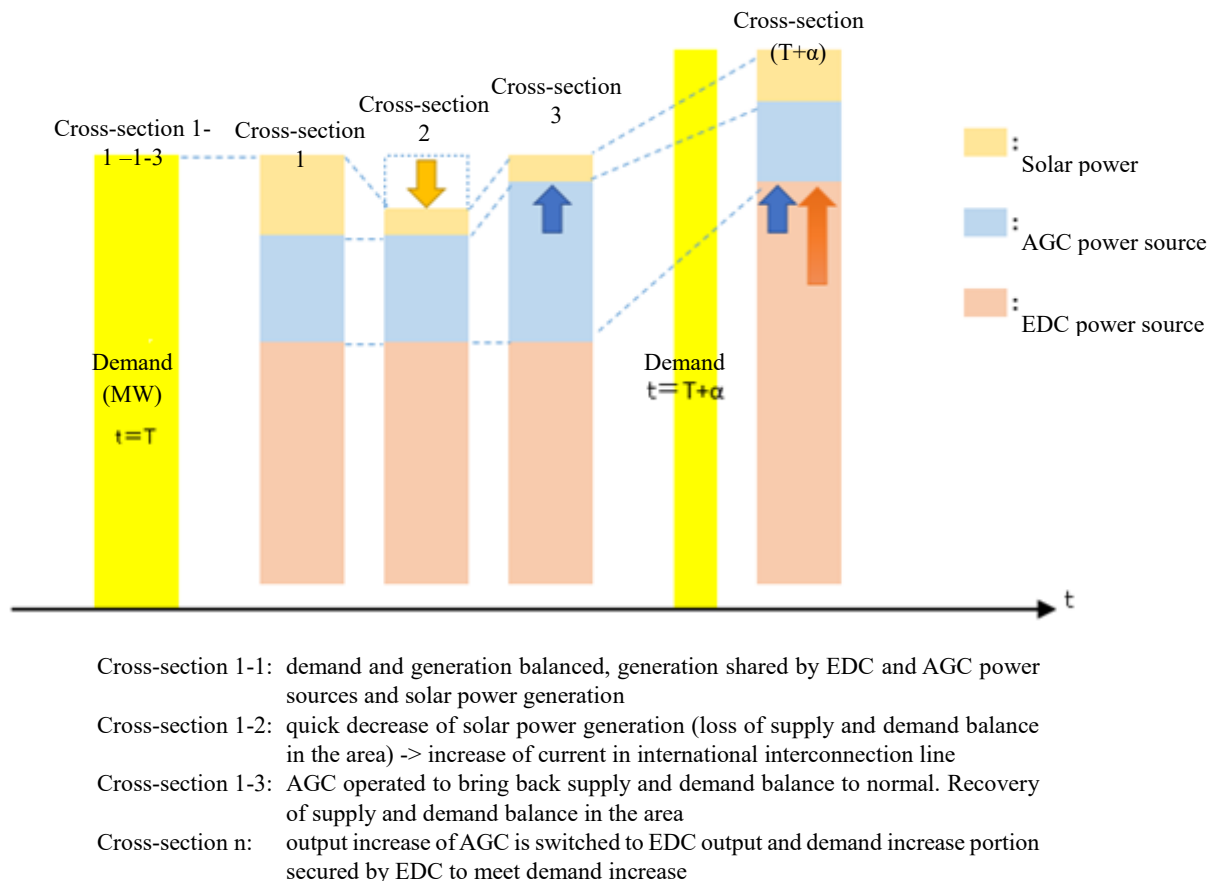 Cross-section
(T+α)
Cross-section
3
Cross-section
2
Cross-section 1-
1 –1-3
Cross-section
1
:
Solar power
:
AGC power source
:
EDC power source
Demand
(MW)
t=T
Demand
t=T+α
t
Cross-section 1-1: demand and generation balanced, generation shared by EDC and AGC power
sources and solar power generation
Cross-section 1-2: quick decrease of solar power generation (loss of supply and demand balance
in the area) -> increase of current in international interconnection line
Cross-section 1-3: AGC operated to bring back supply and demand balance to normal. Recovery
of supply and demand balance in the area
Cross-section n: output increase of AGC is switched to EDC output and demand increase portion
secured by EDC to meet demand increase